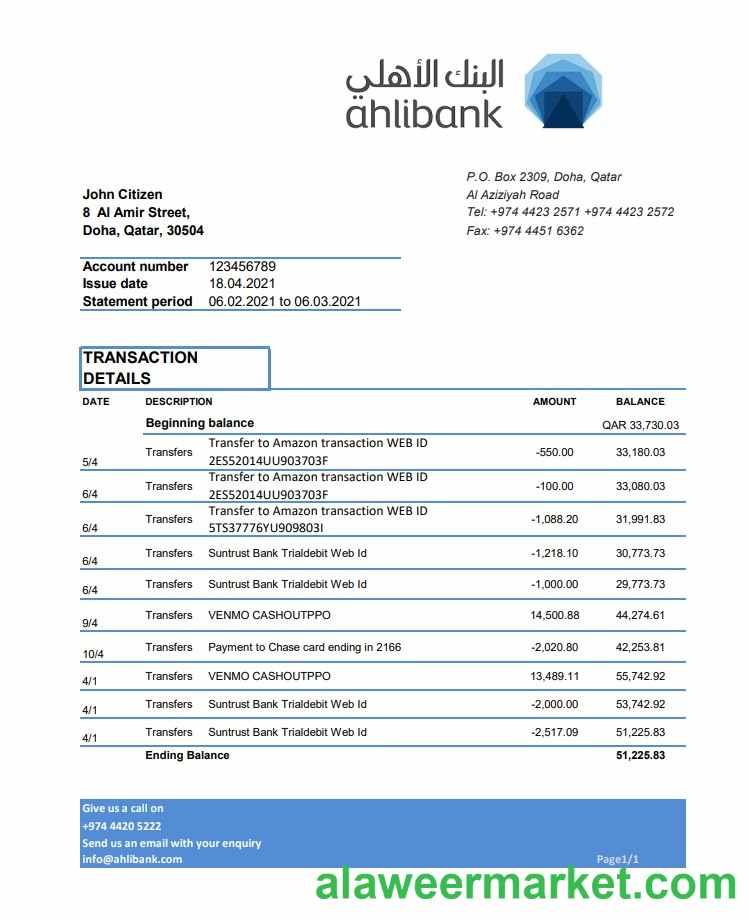 البنك الأهلي
ahlibank
P.O. Box 2309, Doha, Qatar
Al Aziziyah Road
Tel: +974 4423 2571 +974 4423 2572
Fax: +974 4451 6362
John Citizen
8 Al Amir Street,
Doha, Qatar, 30504
Account number 123456789
Issue date 18.04.2021
Statement period 06.02.2021 to 06.03.2021
TRANSACTION
DETAILS
DATE DESCRIPTION AMOUNT BALANCE
Beginning balance QAR 33,730.03
5/4 Transfers Transfer to Amazon transaction WEB ID
2ES52014UU903703F -550.00 33,180.03
6/4 Transfers Transfer to Amazon transaction WEB ID
2ES52014UU903703F -100.00 33,080.03
6/4 Transfers Transfer to Amazon transaction WEB ID
5TS37776YU909803I -1,088.20 31,991.83
6/4 Transfers Suntrust Bank Trialdebit Web Id -1,218.10 30,773.73
6/4 Transfers Suntrust Bank Trialdebit Web Id -1,000.00 29,773.73
9/4 Transfers VENMO CASHOUTPPO 14,500.88 44,274.61
10/4 Transfers Payment to Chase card ending in 2166 -2,020.80 42,253.81
4/1 Transfers VENMO CASHOUTPPO 13,489.11 55,742.92
4/1 Transfers Suntrust Bank Trialdebit Web Id -2,000.00 53,742.92
4/1 Transfers Suntrust Bank Trialdebit Web Id -2,517.09 51,225.83
Ending Balance 51,225.83
Give us a call on
+974 4420 5222
Send us an email with your enquiry
info@ahlibank.com Page1/1
alaweermarket.com